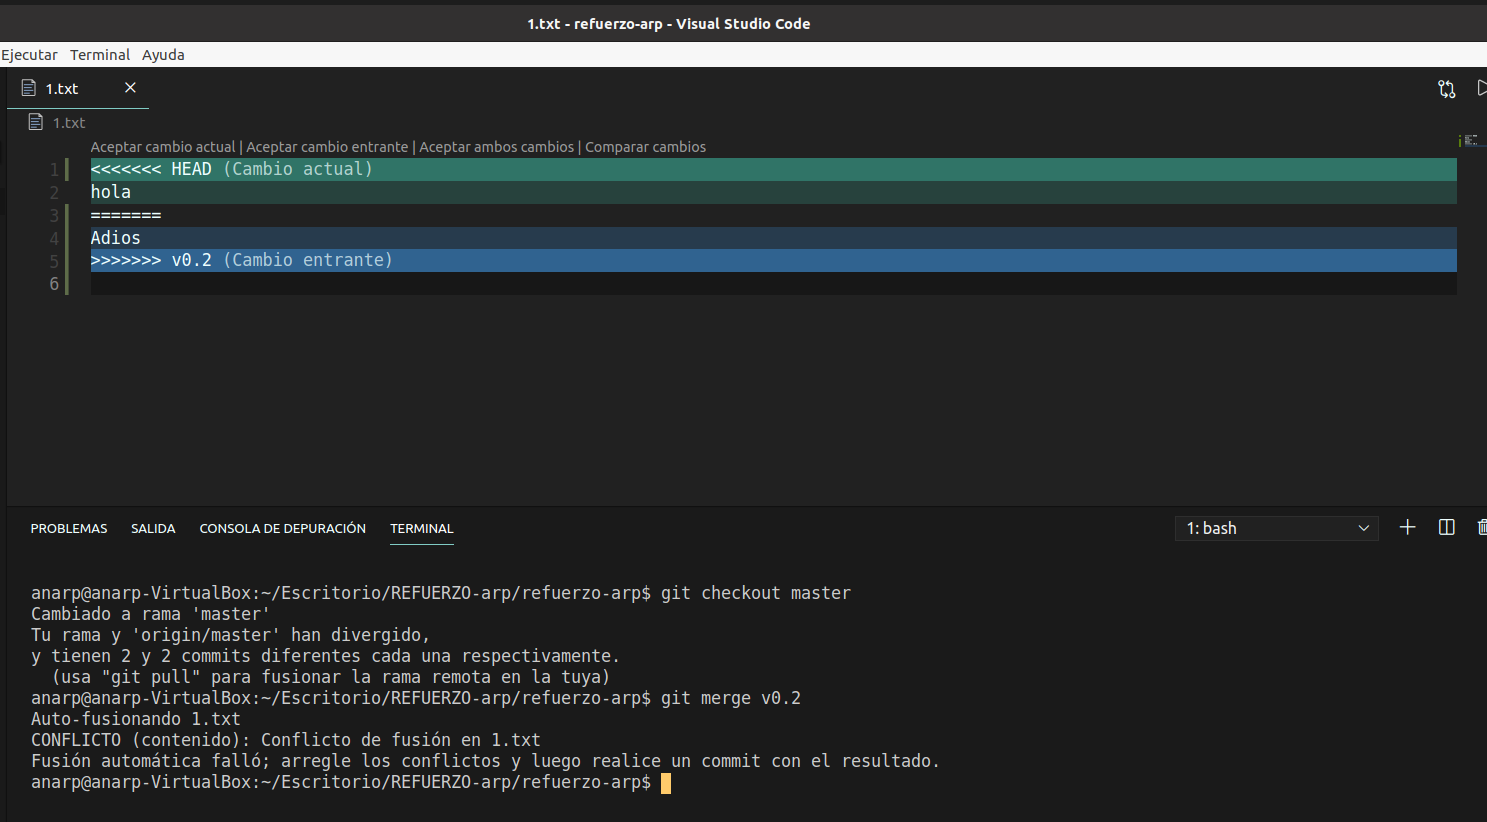 1.txt - refuerzo-arp - Visual Studio Code
Ejecutar Terminal Ayuda
1.txt
1.txt
Aceptar cambio actual | Aceptar cambio entrante | Aceptar ambos cambios | Comparar cambios
1 <<<<<<< HEAD (Cambio actual)
2 hola
3 =======
4 Adios
5 >>>>>>> v0.2 (Cambio entrante)
6
PROBLEMAS SALIDA CONSOLA DE DEPURACIÓN TERMINAL 1: bash
anarp@anarp-VirtualBox:~/Escritorio/REFUERZO-arp/refuerzo-arp$ git checkout master
Cambiado a rama 'master'
Tu rama y 'origin/master' han divergido,
y tienen 2 y 2 commits diferentes cada una respectivamente.
  (usa "git pull" para fusionar la rama remota en la tuya)
anarp@anarp-VirtualBox:~/Escritorio/REFUERZO-arp/refuerzo-arp$ git merge v0.2
Auto-fusionando 1.txt
CONFLICTO (contenido): Conflicto de fusión en 1.txt
Fusión automática falló; arregle los conflictos y luego realice un commit con el resultado.
anarp@anarp-VirtualBox:~/Escritorio/REFUERZO-arp/refuerzo-arp$